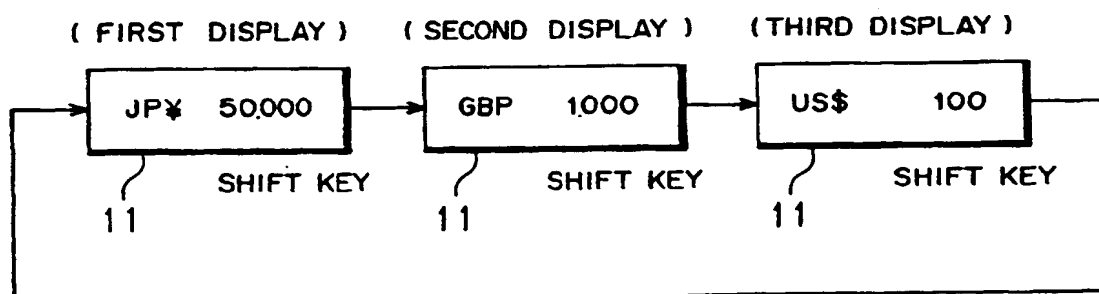 ( FIRST DISPLAY ) ( SECOND DISPLAY ) (THIRD DISPLAY )
JP¥ 50,000 GBP 1,000 US$ 100
SHIFT KEY SHIFT KEY SHIFT KEY
11 11 11